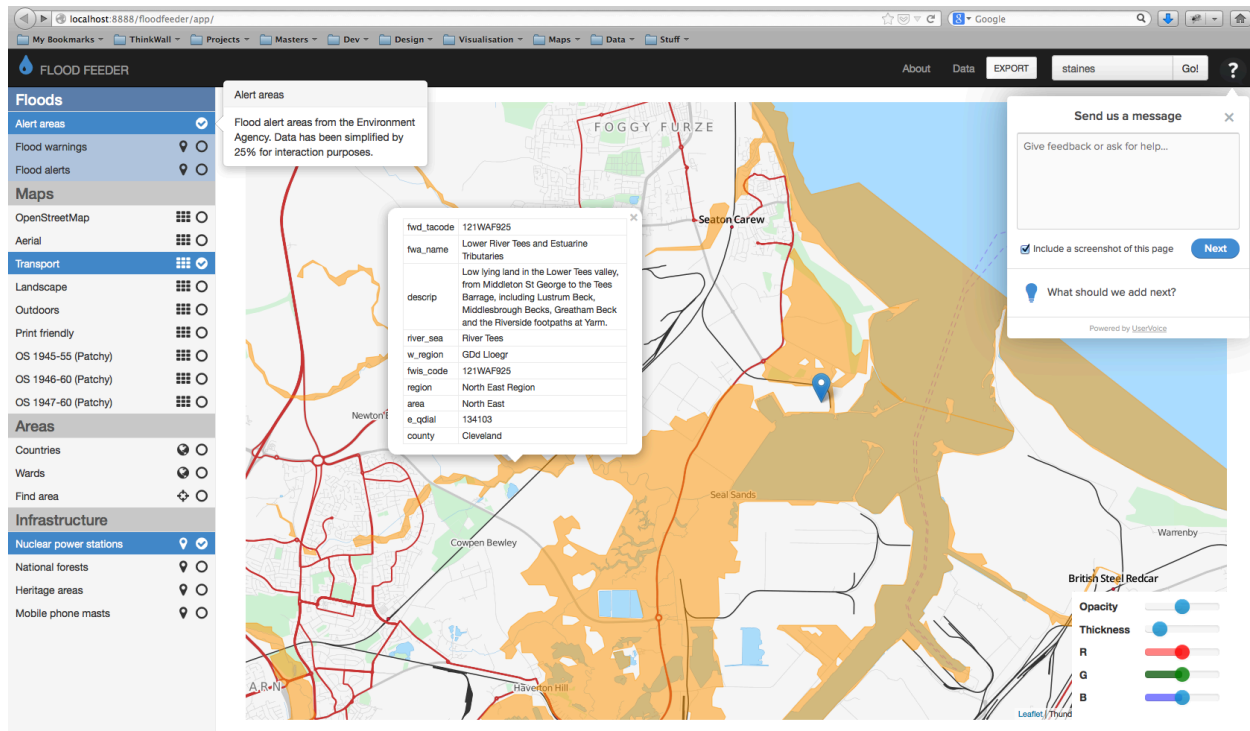 localhost:8888/floodfeeder/app/
Google
My Bookmarks
ThinkWall
Projects
Masters
Dev
Design
Visualisation
Maps
Data
Stuff
FLOOD FEEDER
About
Data
EXPORT
staines
Go!
?
Floods
Alert areas
Flood warnings
Flood alerts
Maps
OpenStreetMap
Aerial
Transport
Landscape
Outdoors
Print friendly
OS 1945-55 (Patchy)
OS 1946-60 (Patchy)
OS 1947-60 (Patchy)
Areas
Countries
Wards
Find area
Infrastructure
Nuclear power stations
National forests
Heritage areas
Mobile phone masts
Alert areas
Flood alert areas from the Environment
Agency. Data has been simplified by
25% for interaction purposes.
FOGGY FURZE
Seaton Carew
fwd_tacode 121WAF925
fwa_name Lower River Tees and Estuarine
Tributaries
descrip Low lying land in the Lower Tees valley,
from Middleton St George to the Tees
Barrage, including Lustrum Beck,
Middlesbrough Becks, Greatham Beck
and the Riverside footpaths at Yarm.
river_sea River Tees
w_region GDd Lloegr
fwis_code 121WAF925
region North East Region
area North East
e_qdial 134103
county Cleveland
Seal Sands
Cowpen Bewley
Warrenby
British Steel Redcar
Haverton Hill
Send us a message
Give feedback or ask for help...
Include a screenshot of this page
Next
What should we add next?
Powered by UserVoice
Opacity
Thickness
R
G
B
Leaflet